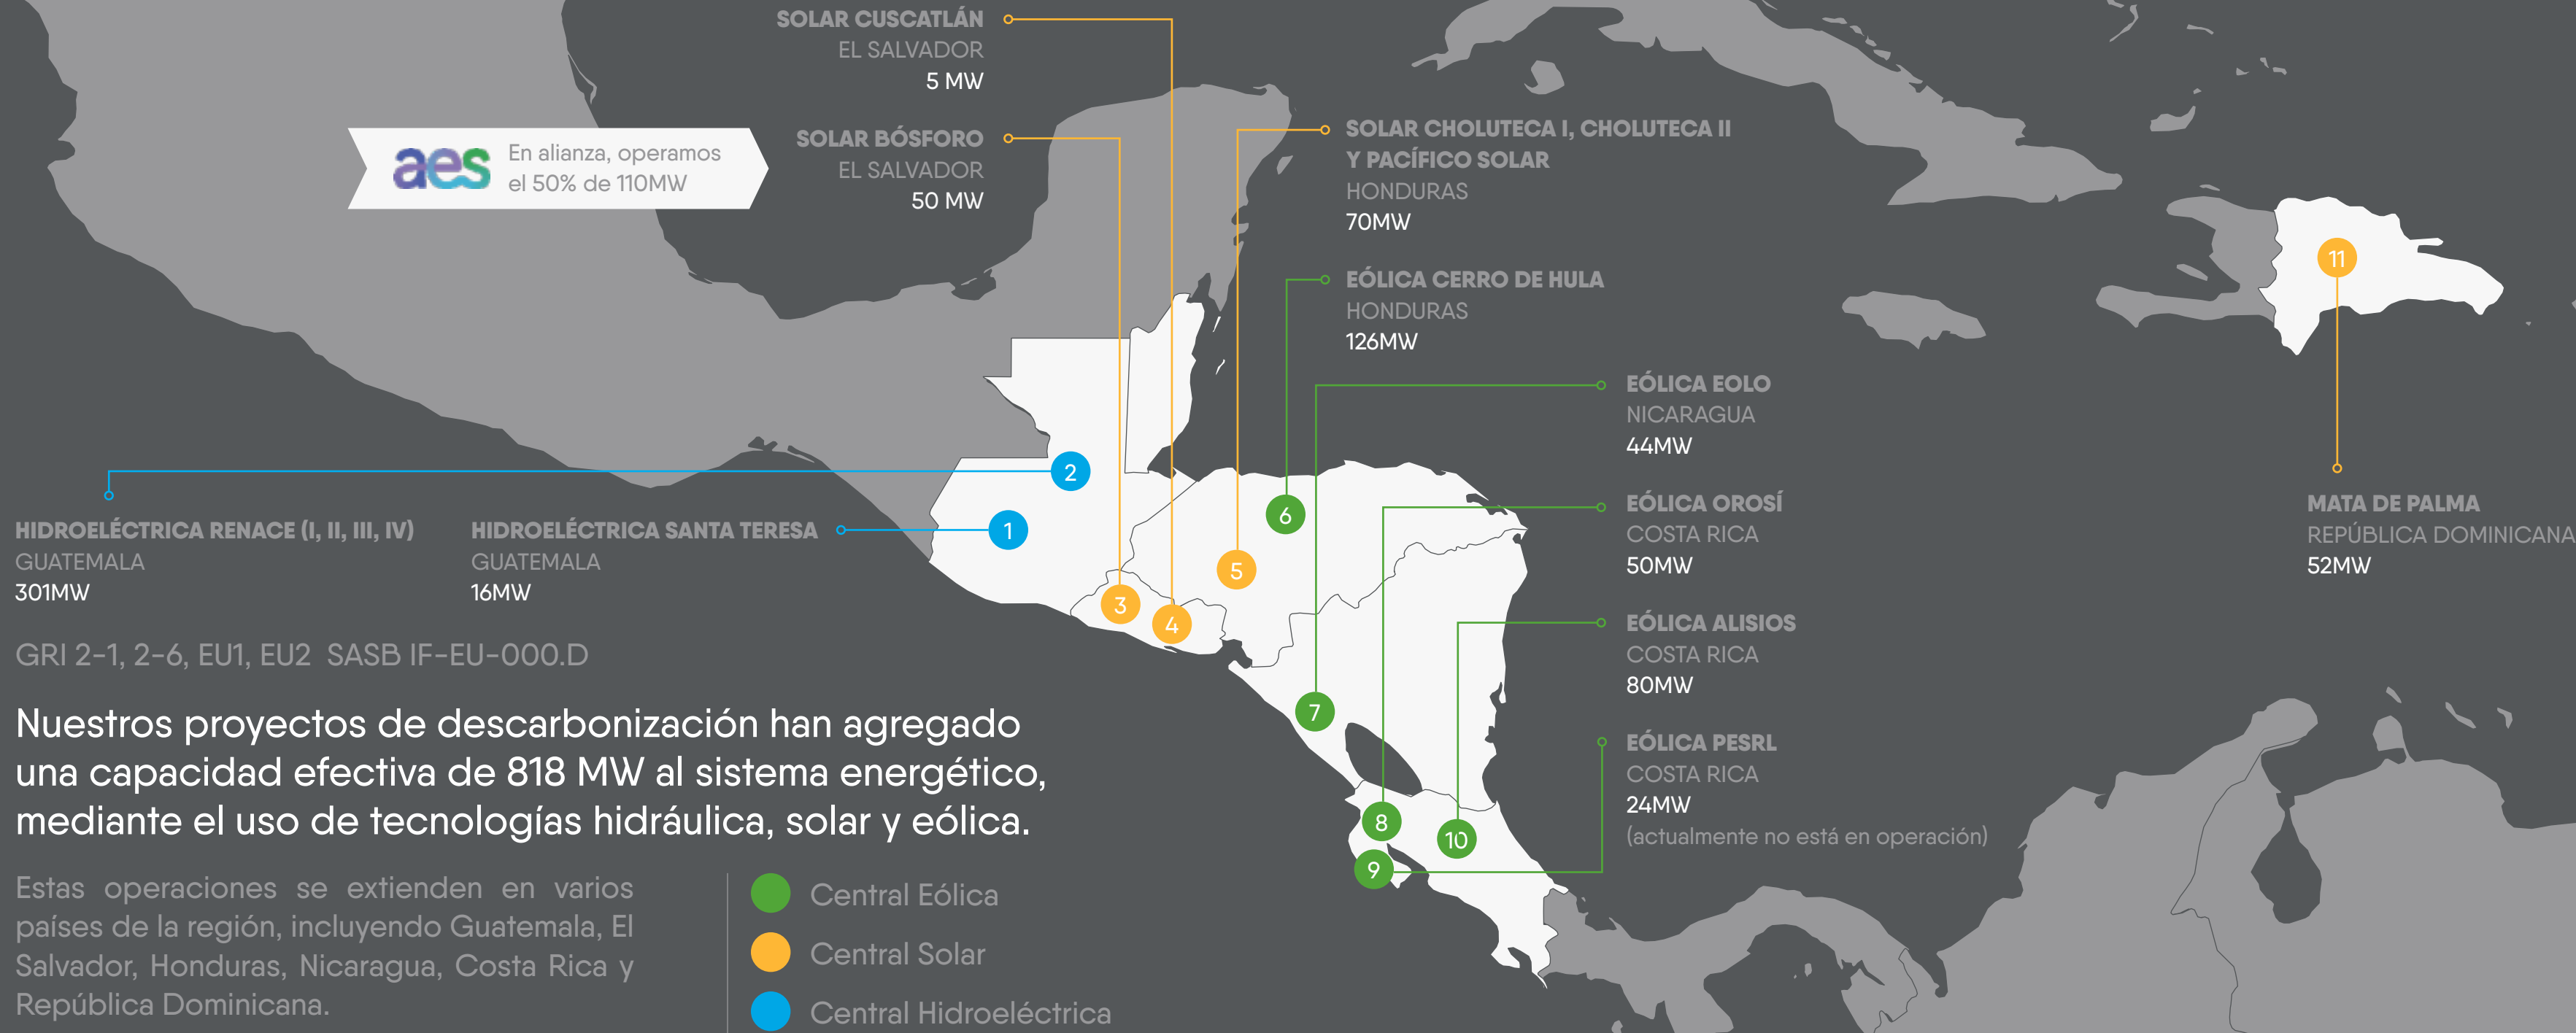 SOLAR CUSCATLÁN
EL SALVADOR
5 MW
aes
En alianza, operamos
el 50% de 110MW
SOLAR BÓSFORO
EL SALVADOR
50 MW
SOLAR CHOLUTECA I, CHOLUTECA II
Y PACÍFICO SOLAR
HONDURAS
70MW
EÓLICA CERRO DE HULA
HONDURAS
126MW
EÓLICA EOLO
NICARAGUA
44MW
EÓLICA OROSÍ
COSTA RICA
50MW
EÓLICA ALISIOS
COSTA RICA
80MW
EÓLICA PESRL
COSTA RICA
24MW
(actualmente no está en operación)
11
MATA DE PALMA
REPÚBLICA DOMINICANA
52MW
2
1
6
5
3
4
7
8
10
9
HIDROELÉCTRICA RENACE (I, II, III, IV)
GUATEMALA
301MW
HIDROELÉCTRICA SANTA TERESA
GUATEMALA
16MW
GRI 2-1, 2-6, EU1, EU2 SASB IF-EU-000.D
Nuestros proyectos de descarbonización han agregado
una capacidad efectiva de 818 MW al sistema energético,
mediante el uso de tecnologías hidráulica, solar y eólica.
Estas operaciones se extienden en varios
países de la región, incluyendo Guatemala, El
Salvador, Honduras, Nicaragua, Costa Rica y
República Dominicana.
Central Eólica
Central Solar
Central Hidroeléctrica